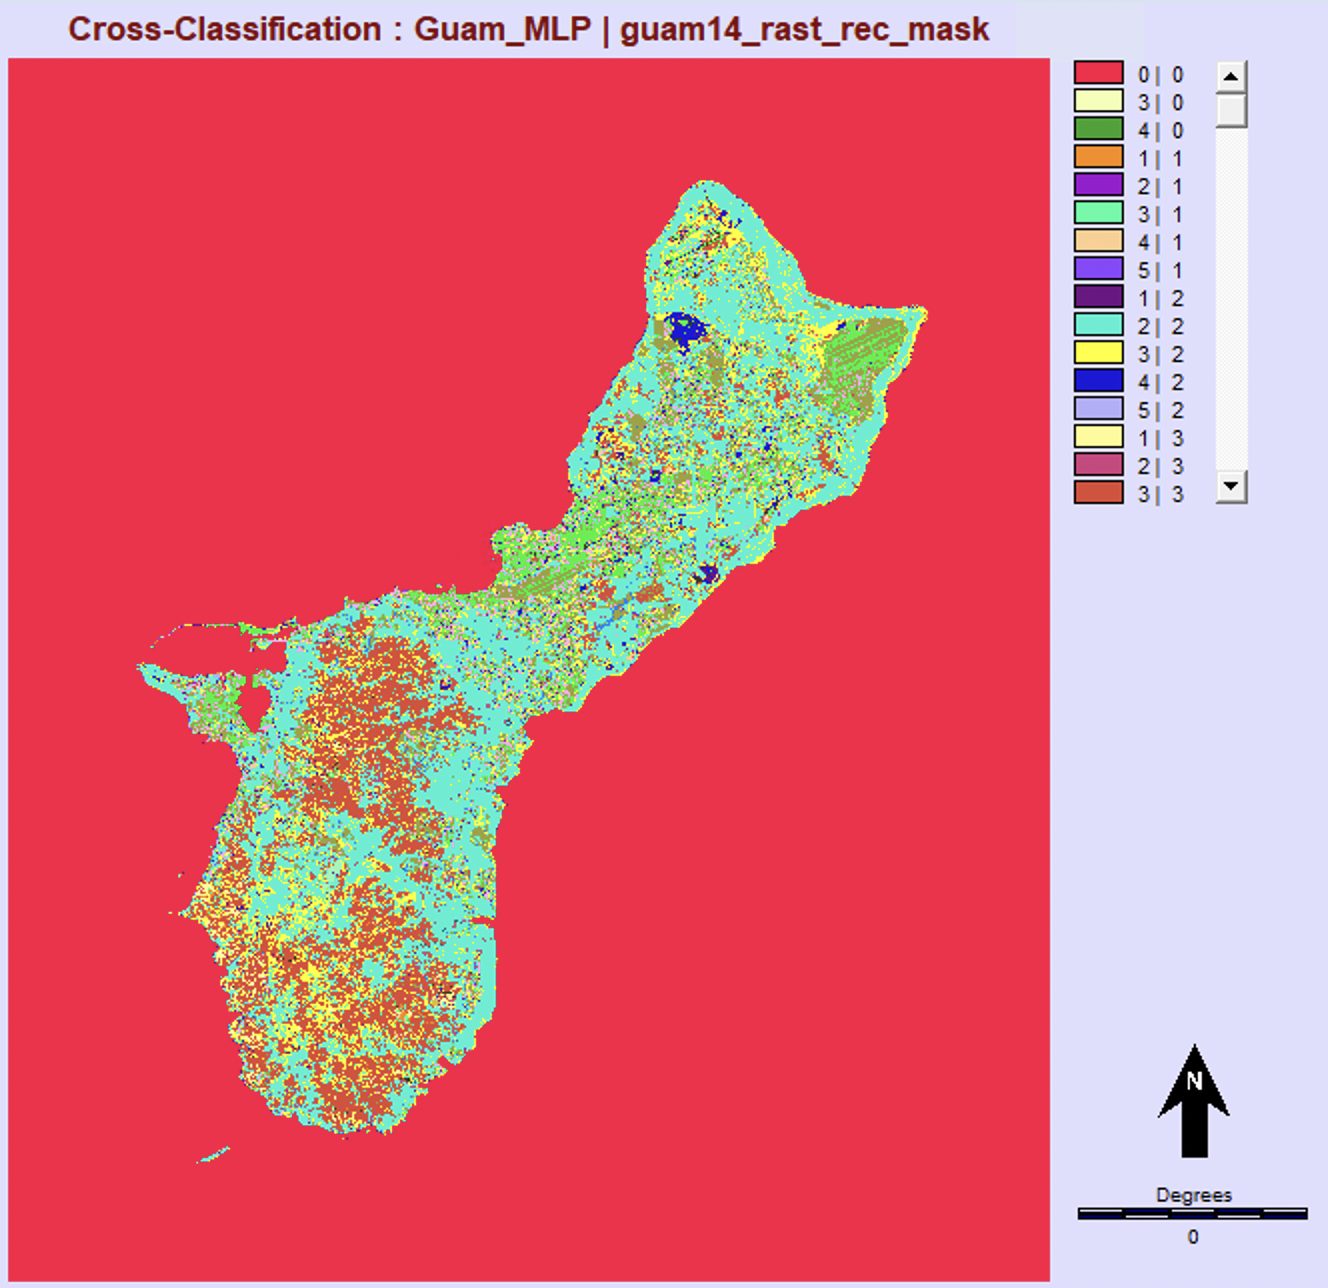 Cross-Classification : Guam_MLP | guam14_rast_rec_mask
0 | 0
3 | 0
4 | 0
1 | 1
2 | 1
3 | 1
4 | 1
5 | 1
1 | 2
2 | 2
3 | 2
4 | 2
5 | 2
1 | 3
2 | 3
3 | 3
N
Degrees
0